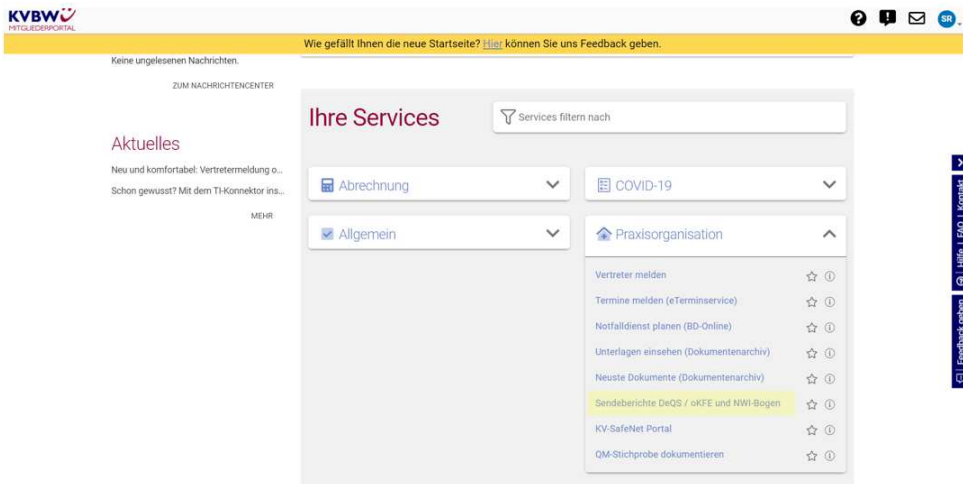 KVBW
MITGLIEDERPORTAL
SR
Wie gefällt Ihnen die neue Startseite? Hier können Sie uns Feedback geben.
Keine ungelesenen Nachrichten.
ZUM NACHRICHTENCENTER
Ihre Services
Services filtern nach
Aktuelles
Neu und komfortabel: Vertretermeldung o...
Schon gewusst? Mit dem TI-Konnektor ins...
MEHR
Abrechnung
COVID-19
Allgemein
Praxisorganisation
Vertreter melden
Termine melden (eTerminservice)
Notfalldienst planen (BD-Online)
Unterlagen einsehen (Dokumentenarchiv)
Neuste Dokumente (Dokumentenarchiv)
Sendeberichte DeQS / oKFE und NWI-Bogen
KV-SafeNet Portal
QM-Stichprobe dokumentieren
Hilfe | FAQ | Kontakt
Feedback geben